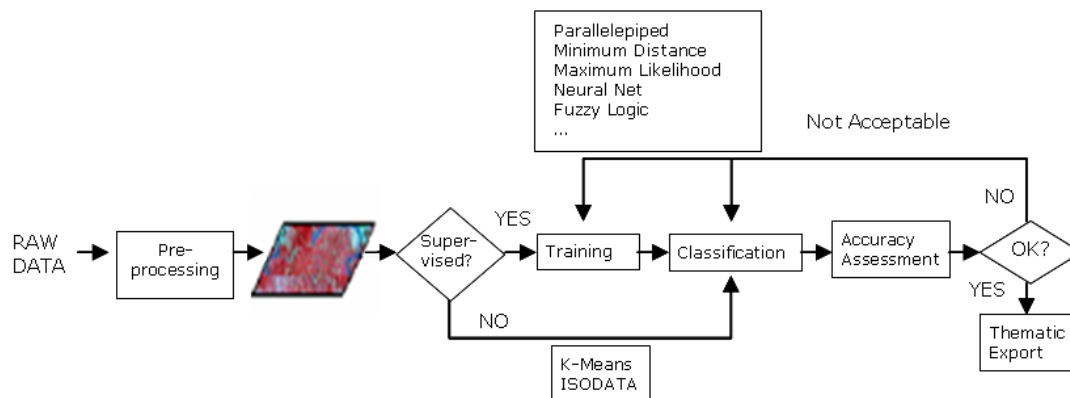 Parallelepiped
Minimum Distance
Maximum Likelihood
Neural Net
Fuzzy Logic
...
Not Acceptable
NO
YES
RAW
DATA
Pre-
processing
Super-
vised?
Training
Classification
Accuracy
Assessment
OK?
YES
NO
K-Means
ISODATA
Thematic
Export